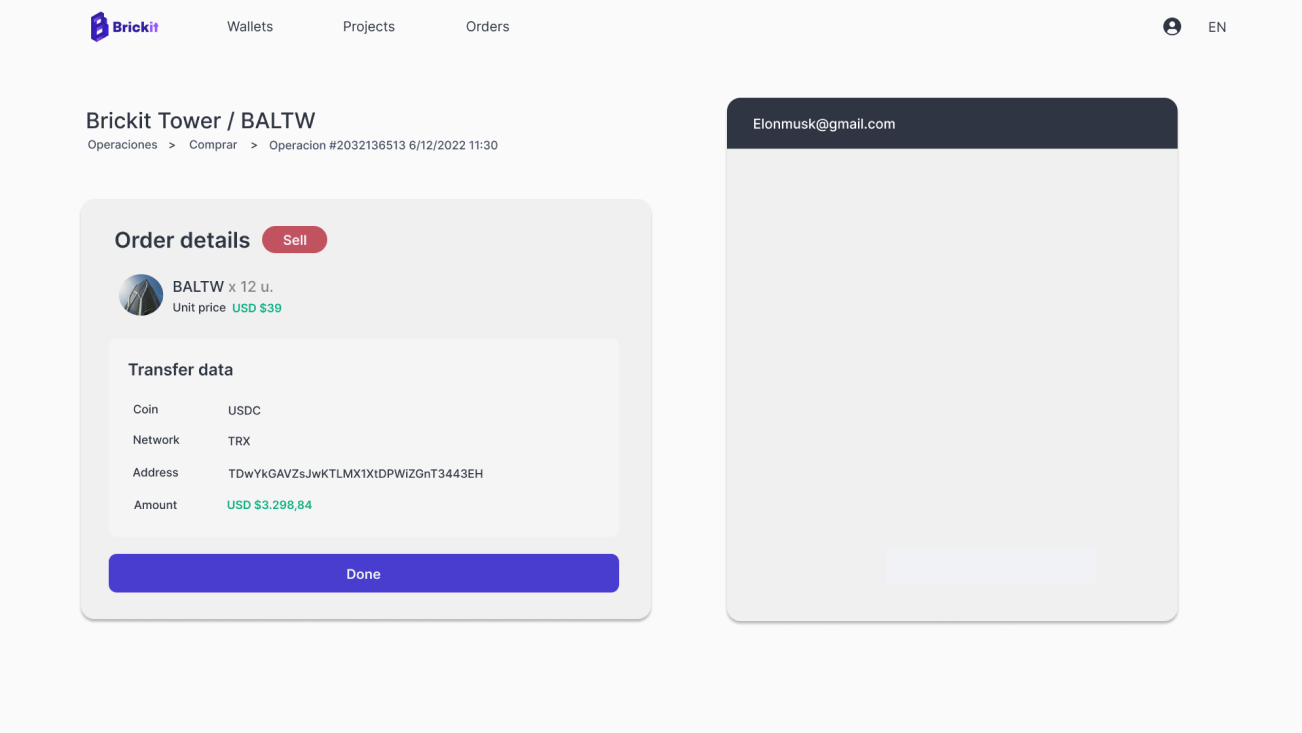 Brickit
Wallets
Projects
Orders
EN
Brickit Tower / BALTW
Operaciones > Comprar > Operacion #2032136513 6/12/2022 11:30
Order details
Sell
BALTW x 12 u.
Unit price USD $39
Transfer data
Coin USDC
Network TRX
Address TDwYkGAVZsJwKTLMX1XtDPWiZGnT3443EH
Amount USD $3.298,84
Done
Elonmusk@gmail.com